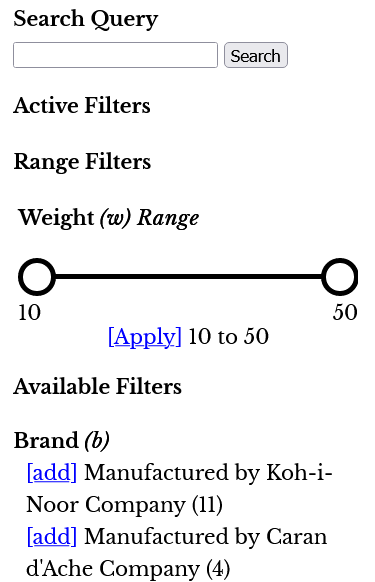 Search Query
Search
Active Filters
Range Filters
Weight (w) Range
10
50
[Apply] 10 to 50
Available Filters
Brand (b)
[add] Manufactured by Koh-i-
Noor Company (11)
[add] Manufactured by Caran
d'Ache Company (4)